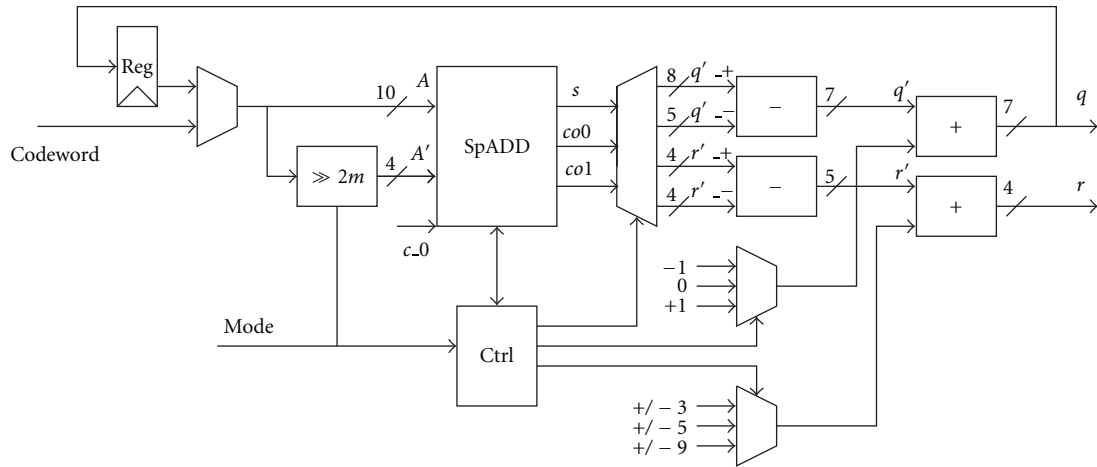 Reg
Codeword
10
A
≫ 2m
4
A′
c_0
SpADD
s
co0
co1
8
q′_+
5
q′_−
4
r′_+
4
r′_−
−
7
q′
−
5
r′
+
7
q
+
4
r
−1
0
+1
Mode
Ctrl
+/ − 3
+/ − 5
+/ − 9